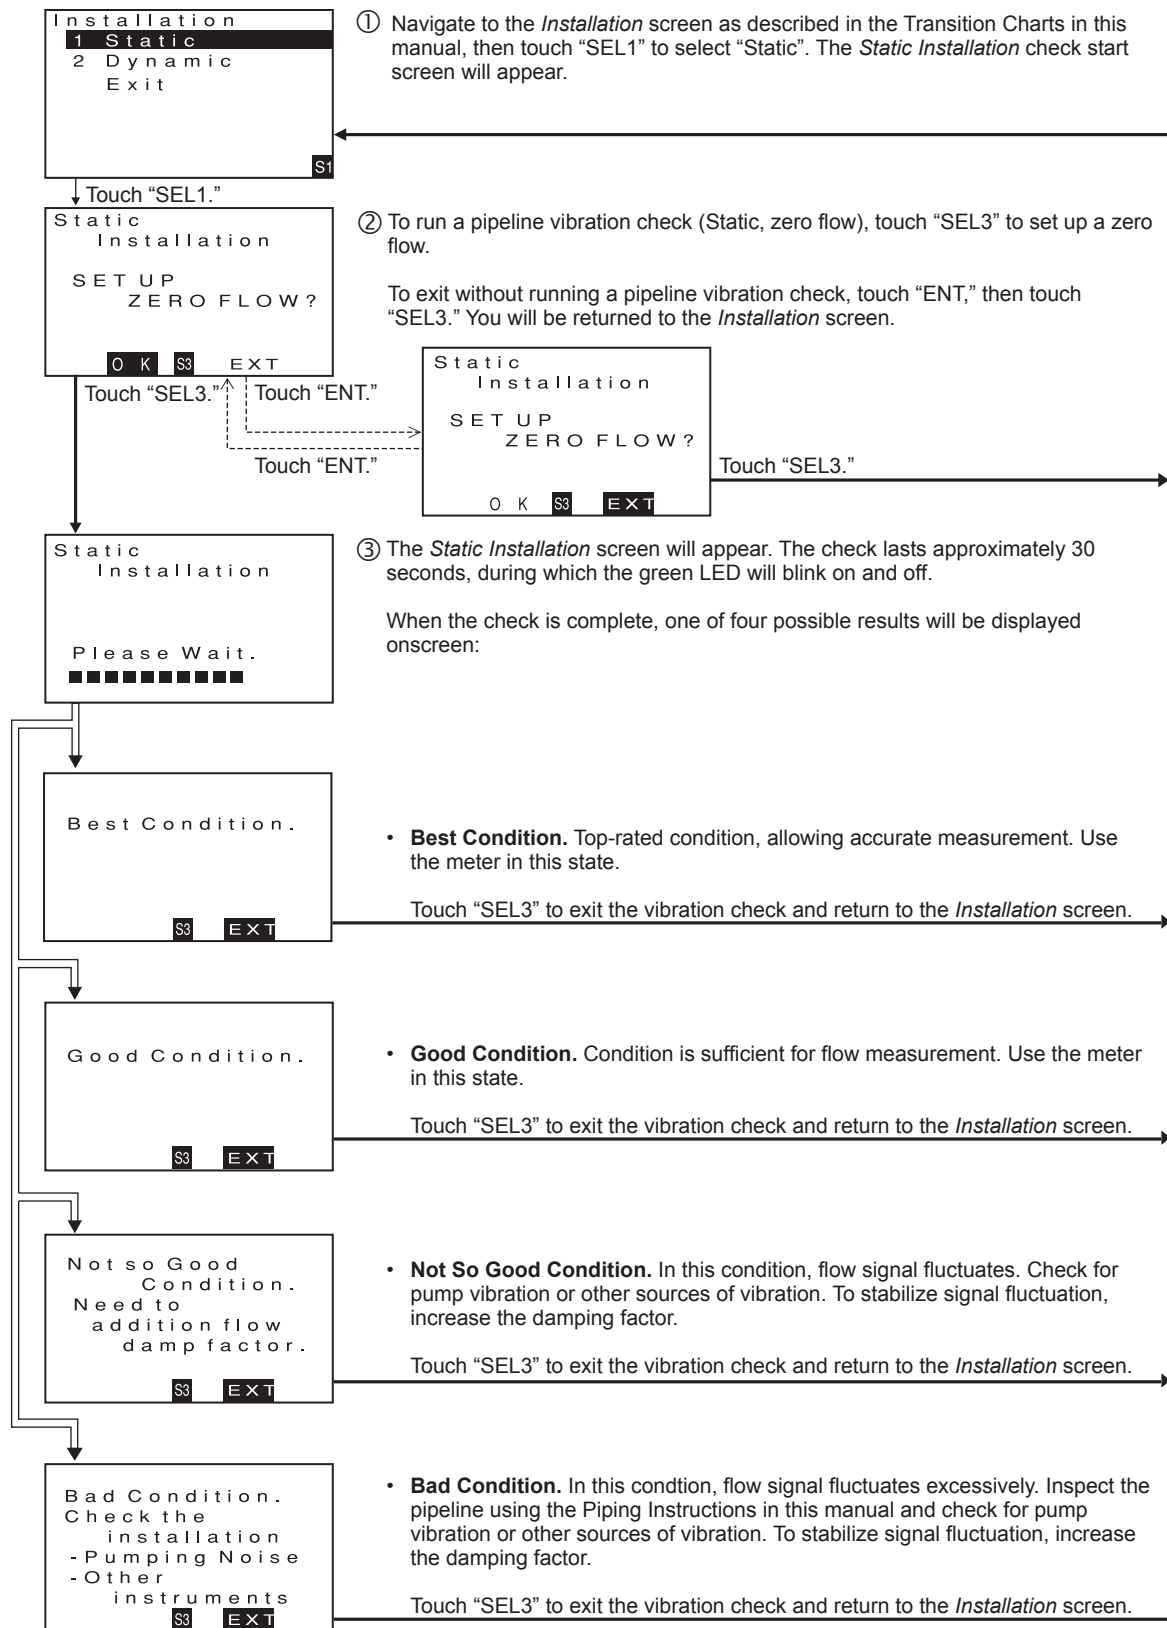 Installation
1 Static
2 Dynamic
Exit
S1
① Navigate to the Installation screen as described in the Transition Charts in this
manual, then touch “SEL1” to select “Static”. The Static Installation check start
screen will appear.
Touch “SEL1.”
Static
Installation
SET UP
ZERO FLOW?
OK S3 EXT
② To run a pipeline vibration check (Static, zero flow), touch “SEL3” to set up a zero
flow.
To exit without running a pipeline vibration check, touch “ENT,” then touch
“SEL3.” You will be returned to the Installation screen.
Touch “SEL3.”
Touch “ENT.”
Touch “ENT.”
Static
Installation
SET UP
ZERO FLOW?
OK S3 EXT
Touch “SEL3.”
Static
Installation
Please Wait.
③ The Static Installation screen will appear. The check lasts approximately 30
seconds, during which the green LED will blink on and off.
When the check is complete, one of four possible results will be displayed
onscreen:
Best Condition.
S3 EXT
• Best Condition. Top-rated condition, allowing accurate measurement. Use
the meter in this state.
Touch “SEL3” to exit the vibration check and return to the Installation screen.
Good Condition.
S3 EXT
• Good Condition. Condition is sufficient for flow measurement. Use the meter
in this state.
Touch “SEL3” to exit the vibration check and return to the Installation screen.
Not so Good
Condition.
Need to
addition flow
damp factor.
S3 EXT
• Not So Good Condition. In this condition, flow signal fluctuates. Check for
pump vibration or other sources of vibration. To stabilize signal fluctuation,
increase the damping factor.
Touch “SEL3” to exit the vibration check and return to the Installation screen.
Bad Condition.
Check the
installation
-Pumping Noise
-Other
instruments
S3 EXT
• Bad Condition. In this condtion, flow signal fluctuates excessively. Inspect the
pipeline using the Piping Instructions in this manual and check for pump
vibration or other sources of vibration. To stabilize signal fluctuation, increase
the damping factor.
Touch “SEL3” to exit the vibration check and return to the Installation screen.